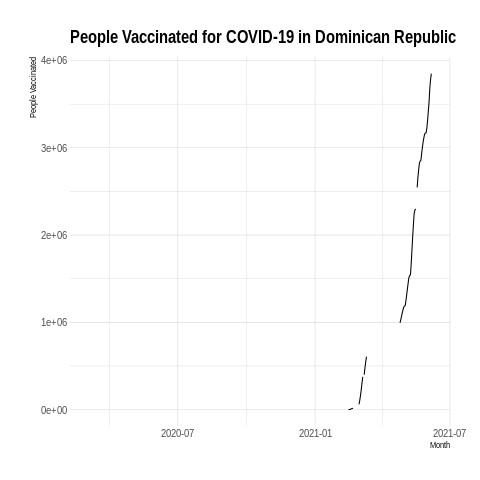 People Vaccinated for COVID-19 in Dominican Republic
People Vaccinated
4e+06
3e+06
2e+06
1e+06
0e+00
2020-07
2021-01
2021-07
Month